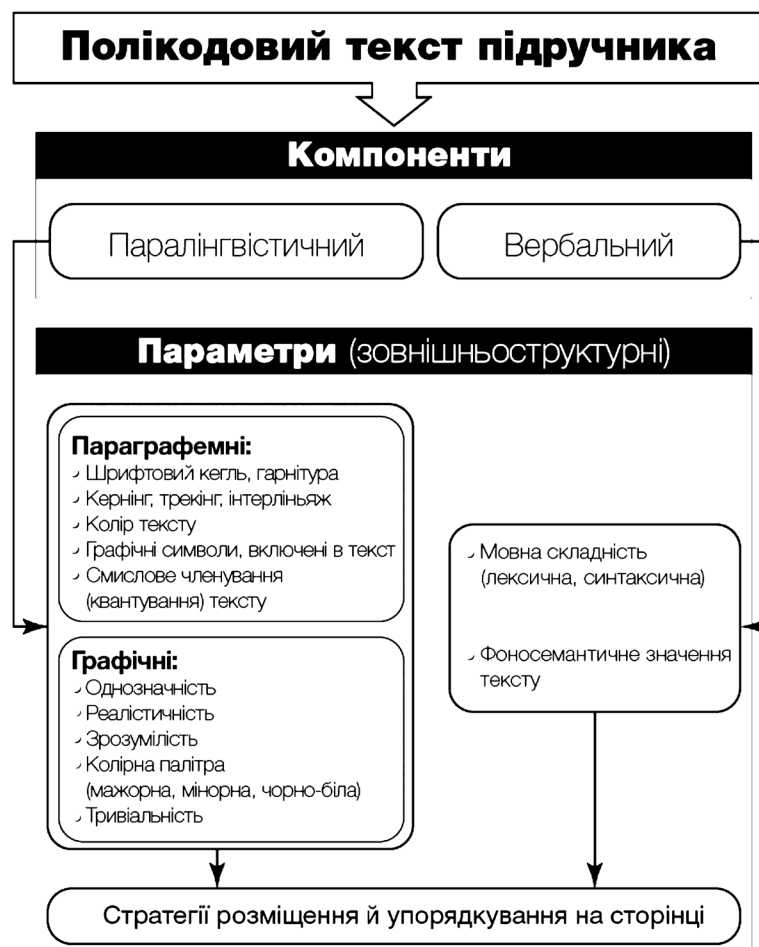 Полікодовий текст підручника
Компоненти
Паралінгвістичний
Вербальний
Параметри (зовнішньоструктурні)
Параграфемні:
Шрифтовий кегль, гарнітура
Кернінг, трекінг, інтерліньяж
Колір тексту
Графічні символи, включені в текст
Смислове членування
(квантування) тексту
Графічні:
Однозначність
Реалістичність
Зрозумілість
Колірна палітра
(мажорна, мінорна, чорно-біла)
Тривіальність
Мовна складність
(лексична, синтаксична)
Фоносемантичне значення
тексту
Стратегії розміщення й упорядкування на сторінці